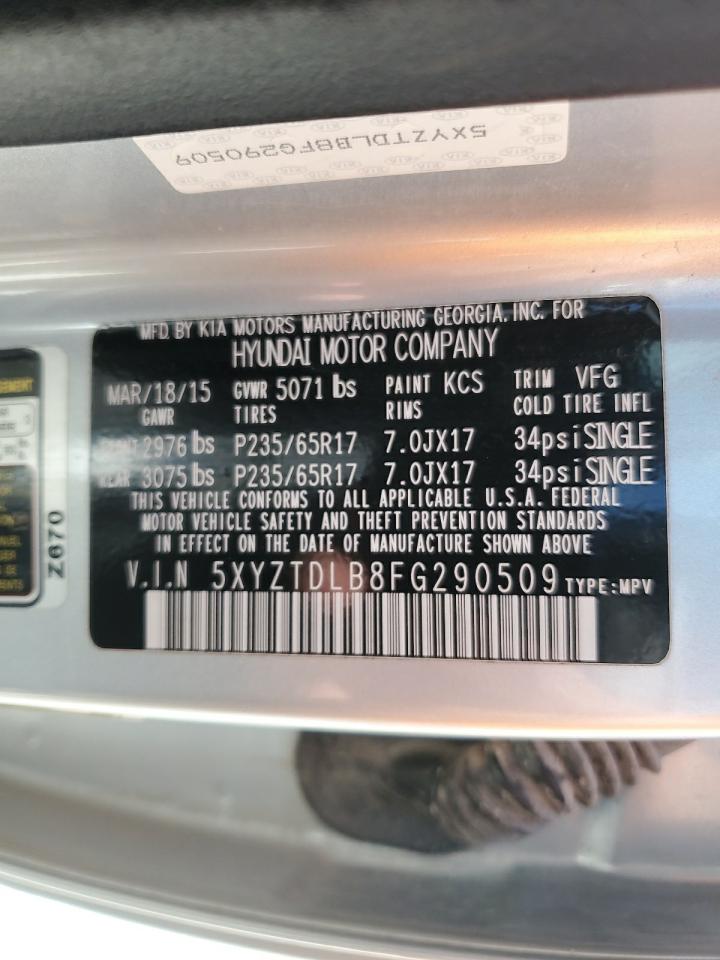 5XYZTDLB8FG290509
MFD. BY KIA MOTORS MANUFACTURING GEORGIA, INC. FOR
HYUNDAI MOTOR COMPANY
MAR/18/15 GVWR 5071 lbs PAINT KCS TRIM VFG
GAWR TIRES RIMS COLD TIRE INFL
2976 lbs P235/65R17 7.0JX17 34psi SINGLE
REAR 3075 lbs P235/65R17 7.0JX17 34psi SINGLE
THIS VEHICLE CONFORMS TO ALL APPLICABLE U.S.A. FEDERAL
MOTOR VEHICLE SAFETY AND THEFT PREVENTION STANDARDS
IN EFFECT ON THE DATE OF MANUFACTURE SHOWN ABOVE
V.I.N 5XYZTDLB8FG290509 TYPE:MPV
Z670